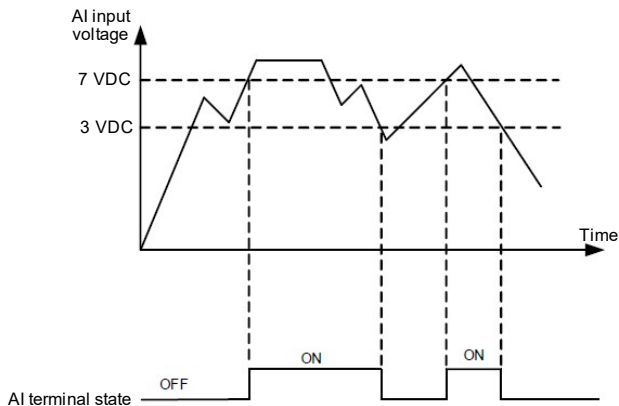 AI input
voltage
7 VDC
3 VDC
Time
ON
ON
OFF
AI terminal state